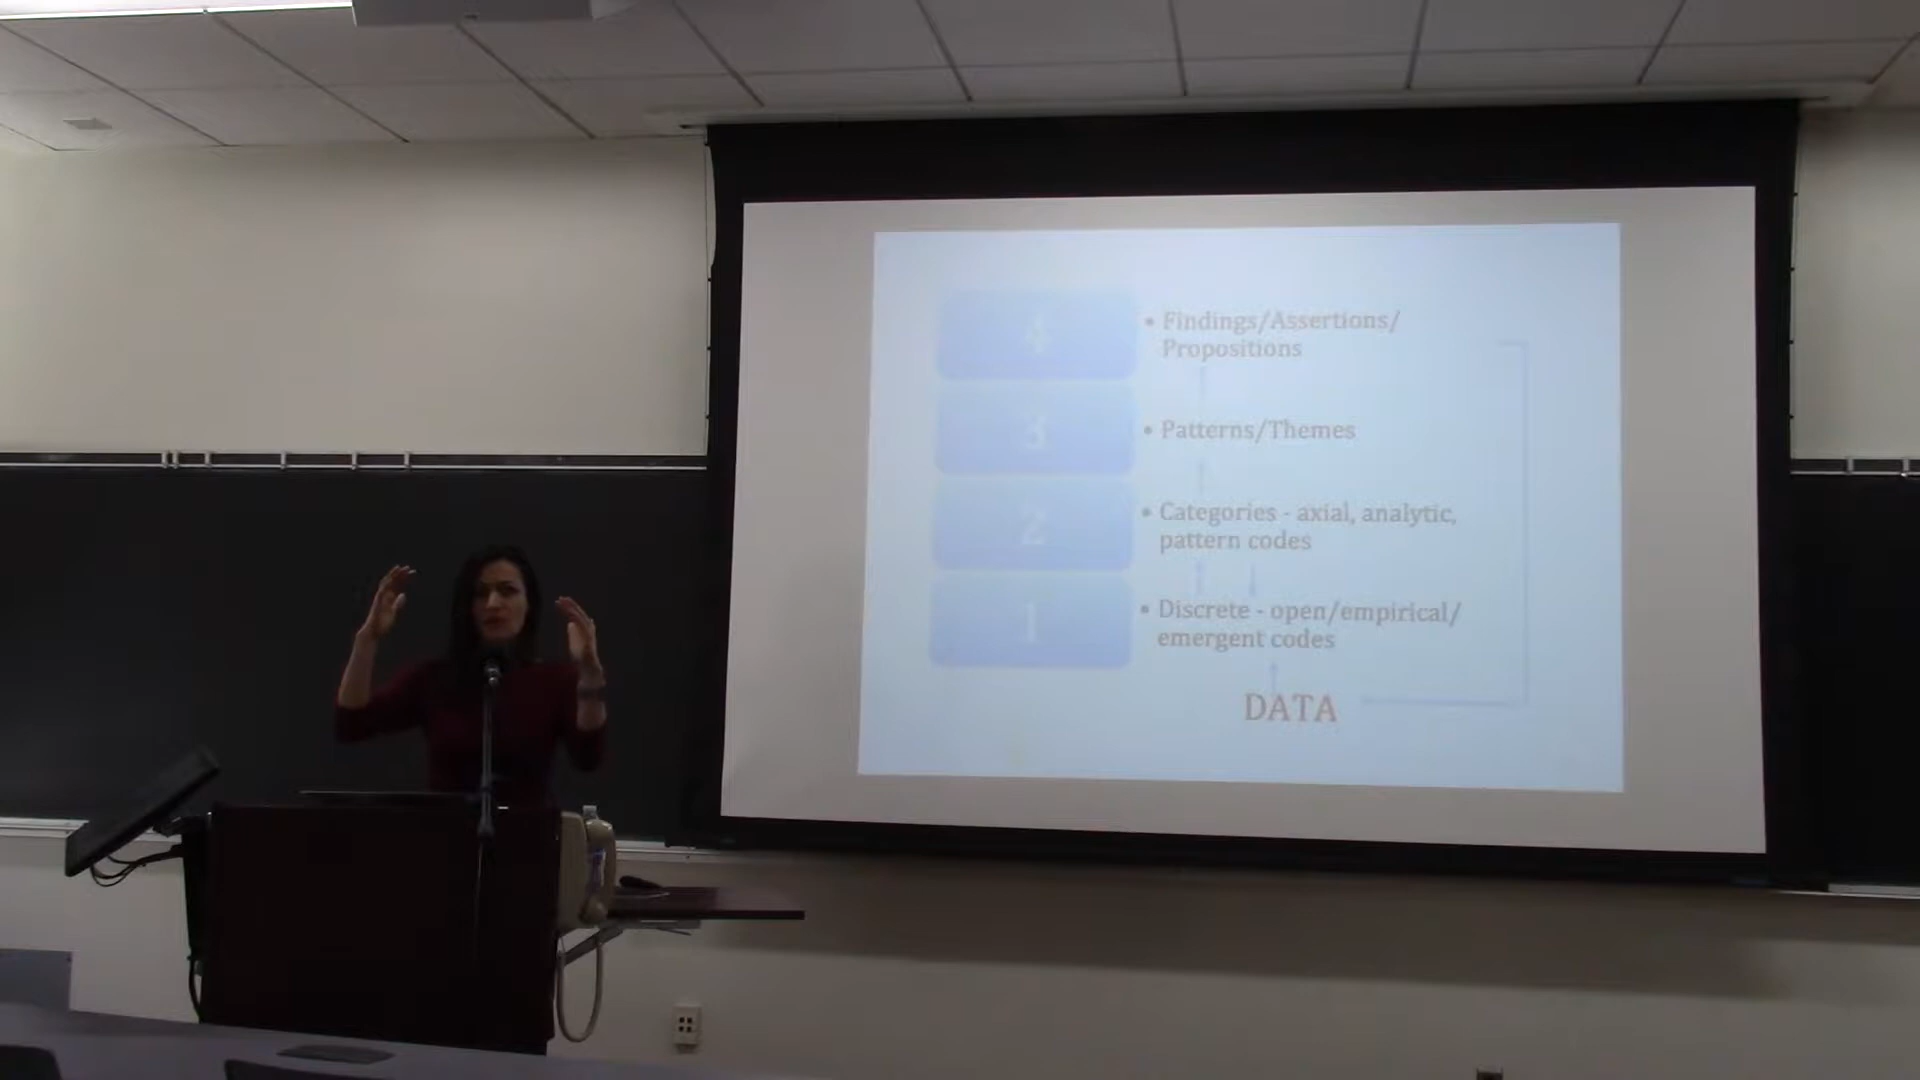 4
• Findings/Assertions/
Propositions
3
• Patterns/Themes
2
• Categories - axial, analytic,
pattern codes
1
• Discrete - open/empirical/
emergent codes
DATA